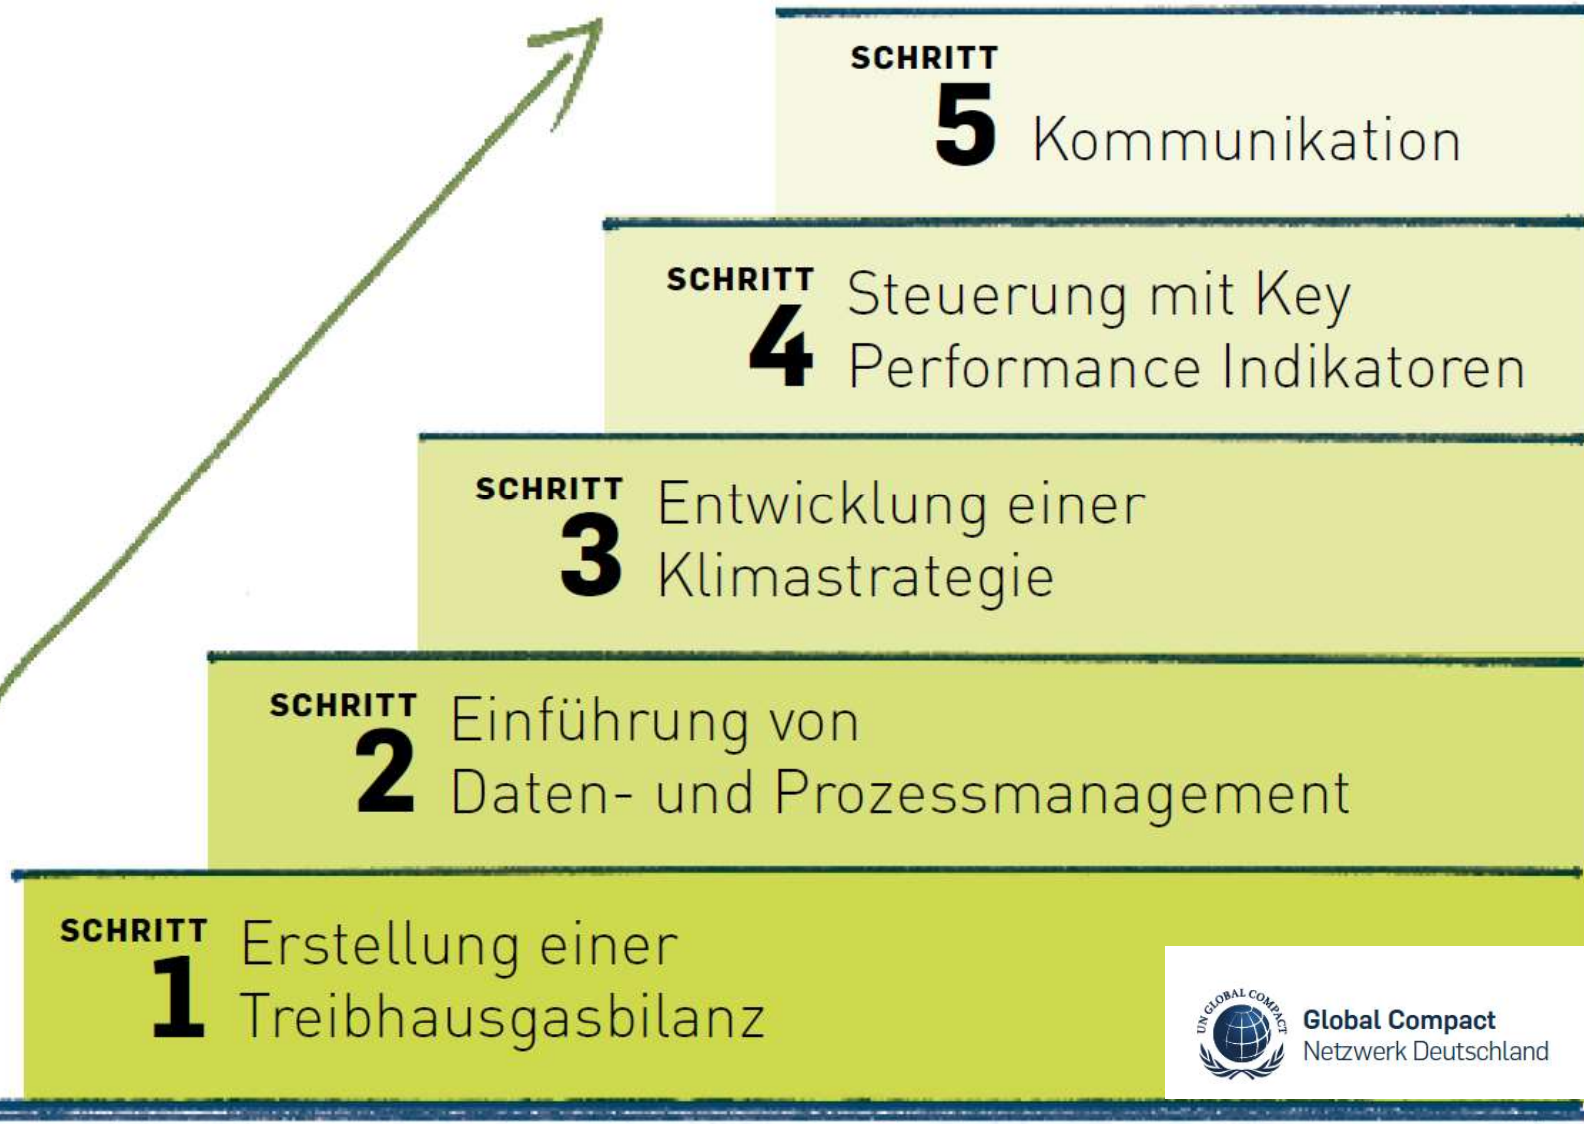 SCHRITT
5 Kommunikation
SCHRITT
4 Steuerung mit Key
Performance Indikatoren
SCHRITT
3 Entwicklung einer
Klimastrategie
SCHRITT
2 Einführung von
Daten- und Prozessmanagement
SCHRITT
1 Erstellung einer
Treibhausgasbilanz
UN GLOBAL COMPACT
Global Compact
Netzwerk Deutschland